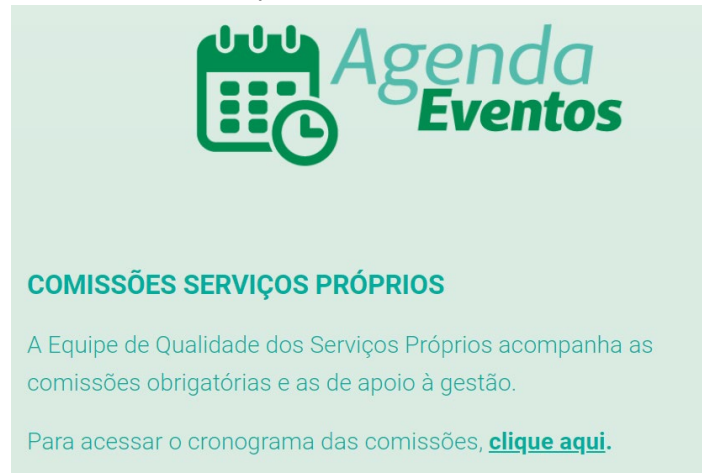 Agenda
Eventos
COMISSÕES SERVIÇOS PRÓPRIOS
A Equipe de Qualidade dos Serviços Próprios acompanha as
comissões obrigatórias e as de apoio à gestão.
Para acessar o cronograma das comissões, clique aqui.